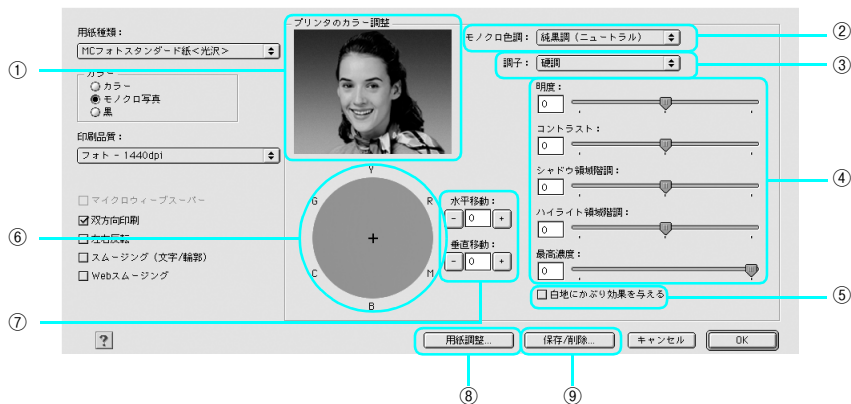 用紙種類：
MCフォトスタンダード紙<光沢>
カラー
カラー
モノクロ写真
黒
印刷品質：
フォト - 1440dpi
マイクロウィーブスーパー
双方向印刷
左右反転
スムージング（文字/輪郭）
Webスムージング
プリンタのカラー調整
モノクロ色調：
純黒調（ニュートラル）
調子：
硬調
明度：
0
コントラスト：
0
シャドウ領域階調：
0
ハイライト領域階調：
0
最高濃度：
0
白地にかぶり効果を与える
Y
G
R
C
M
B
水平移動：
- 0 +
垂直移動：
- 0 +
?
用紙調整...
保存/削除...
キャンセル
OK
①
②
③
④
⑤
⑥
⑦
⑧
⑨